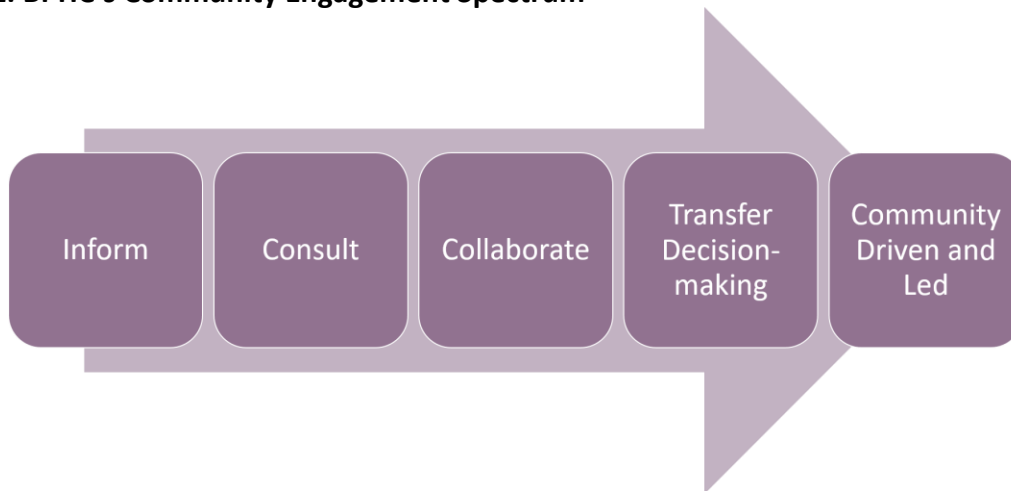 Community Engagement Spectrum
Inform
Consult
Collaborate
Transfer
Decision-
making
Community
Driven and
Led